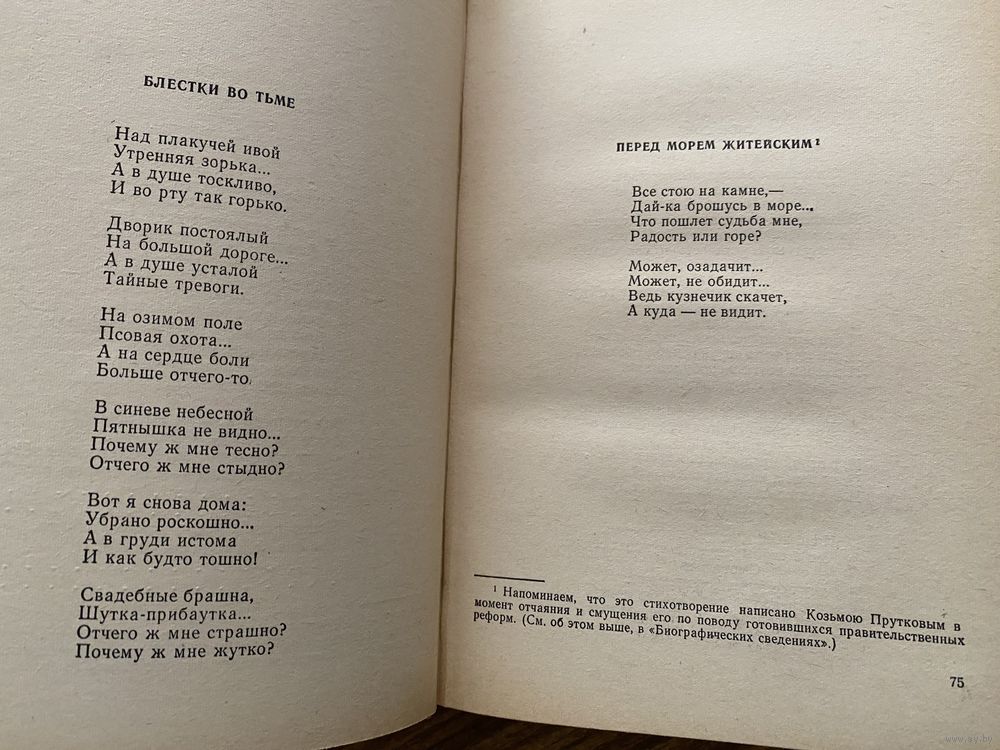 БЛЕСТКИ ВО ТЬМЕ
Над плакучей ивой
Утренняя зорька...
А в душе тоскливо,
И во рту так горько.
Дворик постоялый
На большой дороге...
А в душе усталой
Тайные тревоги.
На озимом поле
Псовая охота...
А на сердце боли
Больше отчего-то.
В синеве небесной
Пятнышка не видно...
Почему ж мне тесно?
Отчего ж мне стыдно?
Вот я снова дома:
Убрано роскошно...
А в груди истома
И как будто тошно!
Свадебные брашна,
Шутка-прибаутка...
Отчего ж мне страшно?
Почему ж мне жутко?
ПЕРЕД МОРЕМ ЖИТЕЙСКИМ¹
Все стою на камне,—
Дай-ка брошусь в море...
Что пошлет судьба мне,
Радость или горе?
Может, озадачит...
Может, не обидит...
Ведь кузнечик скачет,
А куда — не видит.
¹ Напоминаем, что это стихотворение написано Козьмою Прутковым в
момент отчаяния и смущения его по поводу готовившихся правительственных
реформ. (См. об этом выше, в «Биографических сведениях».)
75
www.ay.by